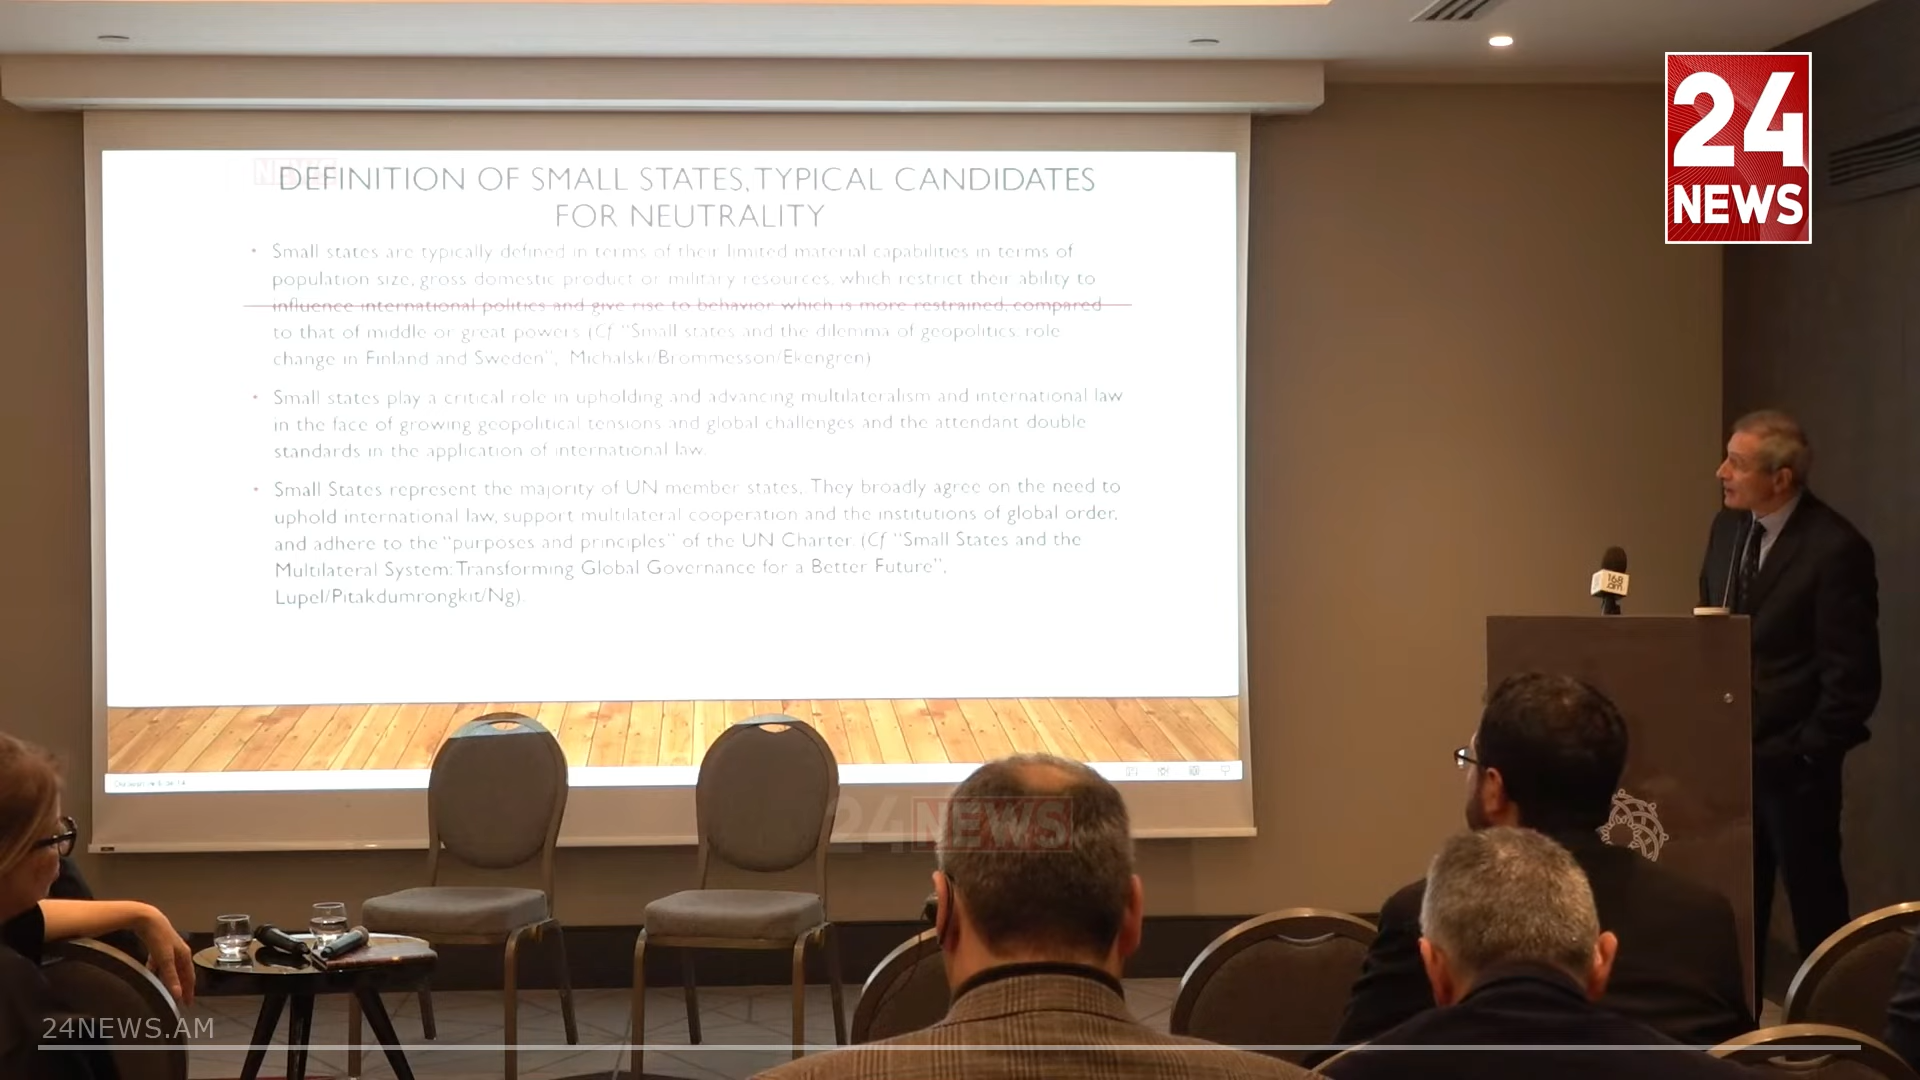 24
NEWS
DEFINITION OF SMALL STATES, TYPICAL CANDIDATES
FOR NEUTRALITY
• Small states are typically defined in terms of their limited material capabilities in terms of
population size, gross domestic product or military resources, which restrict their ability to
influence international politics and give rise to behavior which is more restrained, compared
to that of middle or great powers (Cf "Small states and the dilemma of geopolitics, role
change in Finland and Sweden", Michalski/Brommesson/Ekengren)
• Small states play a critical role in upholding and advancing multilateralism and international law
in the face of growing geopolitical tensions and global challenges and the attendant double
standards in the application of international law.
• Small States represent the majority of UN member states. They broadly agree on the need to
uphold international law, support multilateral cooperation and the institutions of global order,
and adhere to the "purposes and principles" of the UN Charter (Cf "Small States and the
Multilateral System: Transforming Global Governance for a Better Future",
Lupel/Pitakdumrongkit/Ng).
168
.am
24NEWS
24NEWS.AM